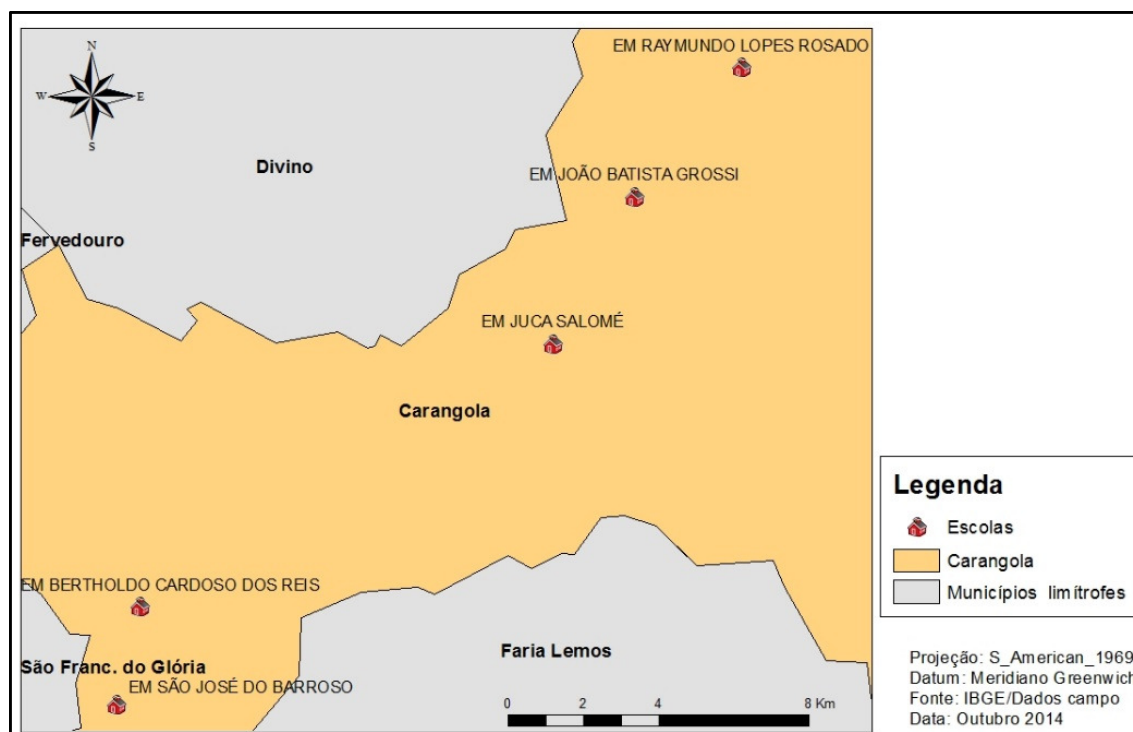 N
W
E
S
EM RAYMUNDO LOPES ROSADO
Divino
EM JOÃO BATISTA GROSSI
Fervedouro
EM JUCA SALOMÉ
Carangola
EM BERTHOLDO CARDOSO DOS REIS
São Franc. do Glória
EM SÃO JOSÉ DO BARROSO
Faria Lemos
0 2 4 8 Km
Legenda
Escolas
Carangola
Municípios limítrofes
Projeção: S_American_1969
Datum: Meridiano Greenwich
Fonte: IBGE/Dados campo
Data: Outubro 2014